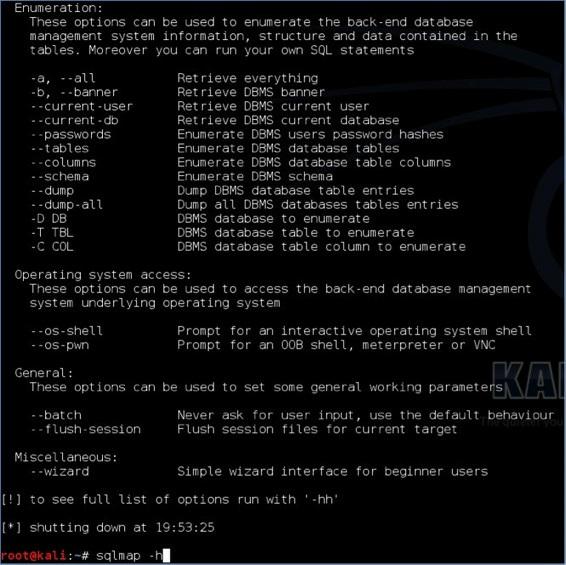 Enumeration:
These options can be used to enumerate the back-end database
management system information, structure and data contained in the
tables. Moreover you can run your own SQL statements
-a, --all Retrieve everything
-b, --banner Retrieve DBMS banner
--current-user Retrieve DBMS current user
--current-db Retrieve DBMS current database
--passwords Enumerate DBMS users password hashes
--tables Enumerate DBMS database tables
--columns Enumerate DBMS database table columns
--schema Enumerate DBMS schema
--dump Dump DBMS database table entries
--dump-all Dump all DBMS databases tables entries
-D DB DBMS database to enumerate
-T TBL DBMS database table to enumerate
-C COL DBMS database table column to enumerate
Operating system access:
These options can be used to access the back-end database management
system underlying operating system
--os-shell Prompt for an interactive operating system shell
--os-pwn Prompt for an OOB shell, meterpreter or VNC
General:
These options can be used to set some general working parameters
KA
--batch Never ask for user input, use the default behaviour
--flush-session Flush session files for current target
The quieter you
Miscellaneous:
--wizard Simple wizard interface for beginner users
[!] to see full list of options run with '-hh'
[*] shutting down at 19:53:25
root@kali:~# sqlmap -h